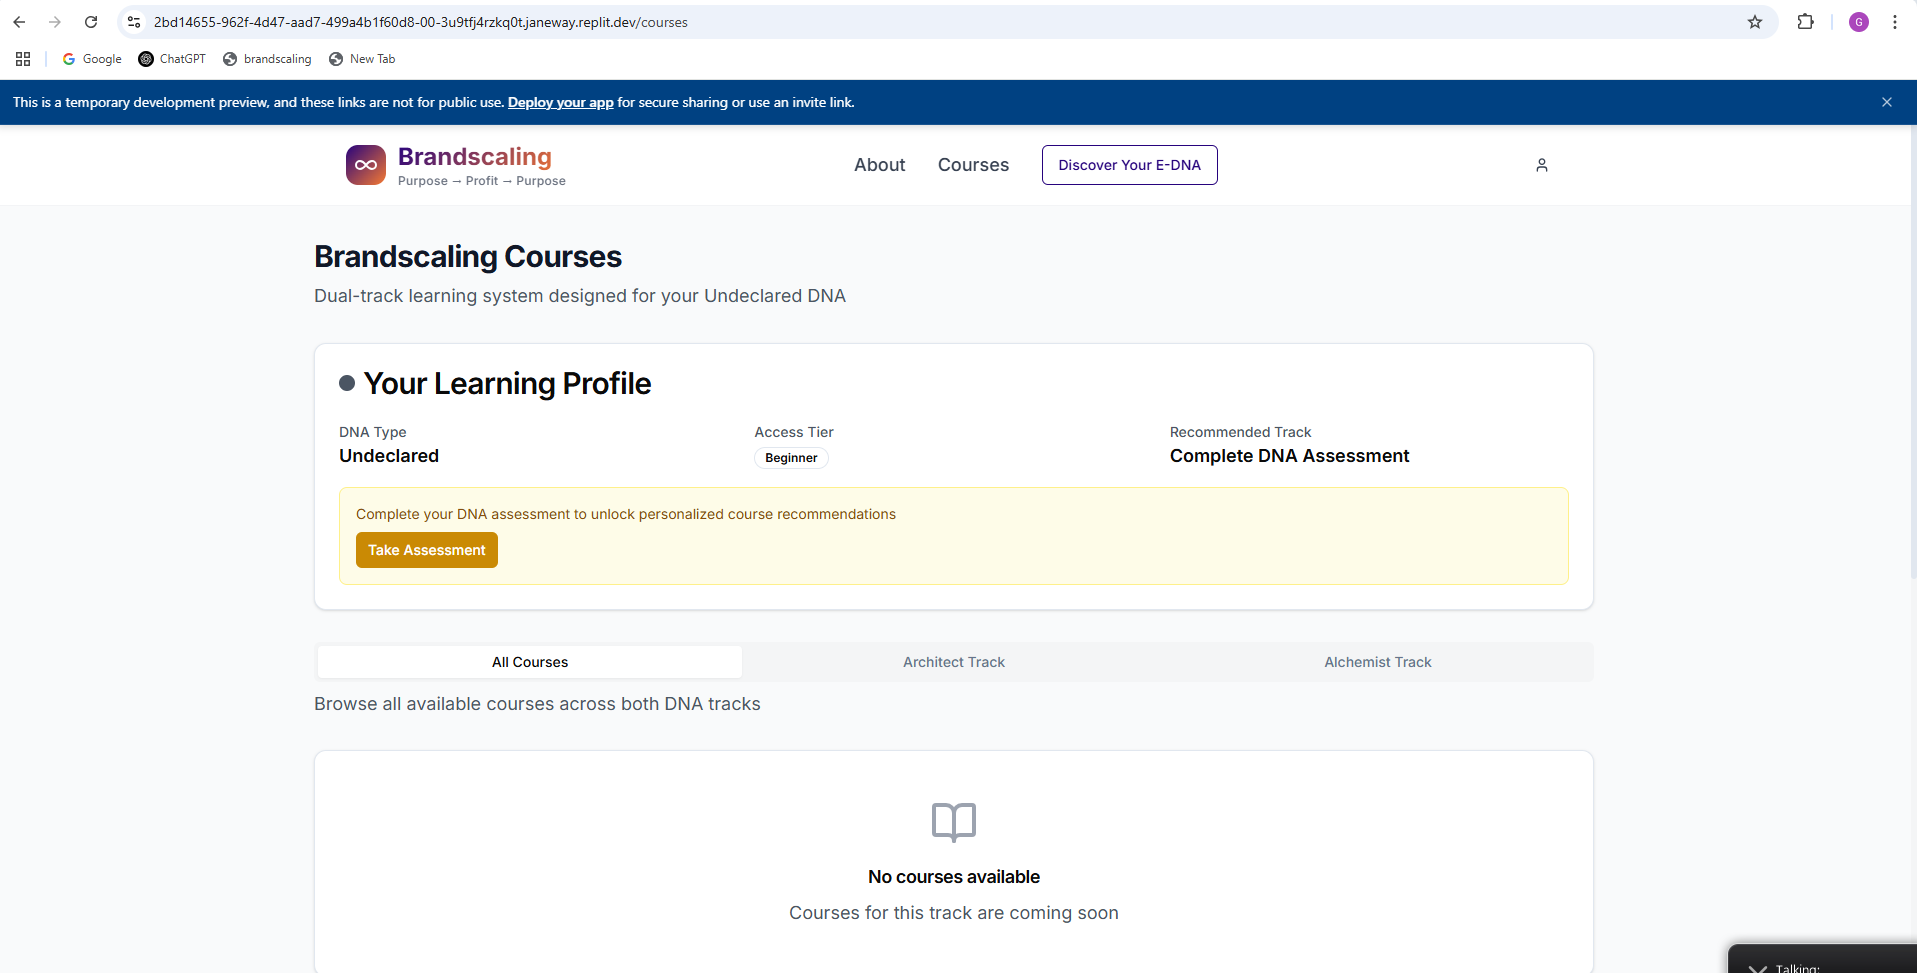 2bd14655-962f-4d47-aad7-499a4b1f60d8-00-3u9tfj4rzkq0t.janeway.replit.dev/courses
G
Google
ChatGPT
brandscaling
New Tab
This is a temporary development preview, and these links are not for public use. Deploy your app for secure sharing or use an invite link.
Brandscaling
Purpose → Profit → Purpose
About
Courses
Discover Your E-DNA
Brandscaling Courses
Dual-track learning system designed for your Undeclared DNA
Your Learning Profile
DNA Type
Undeclared
Access Tier
Beginner
Recommended Track
Complete DNA Assessment
Complete your DNA assessment to unlock personalized course recommendations
Take Assessment
All Courses
Architect Track
Alchemist Track
Browse all available courses across both DNA tracks
No courses available
Courses for this track are coming soon
Talking: